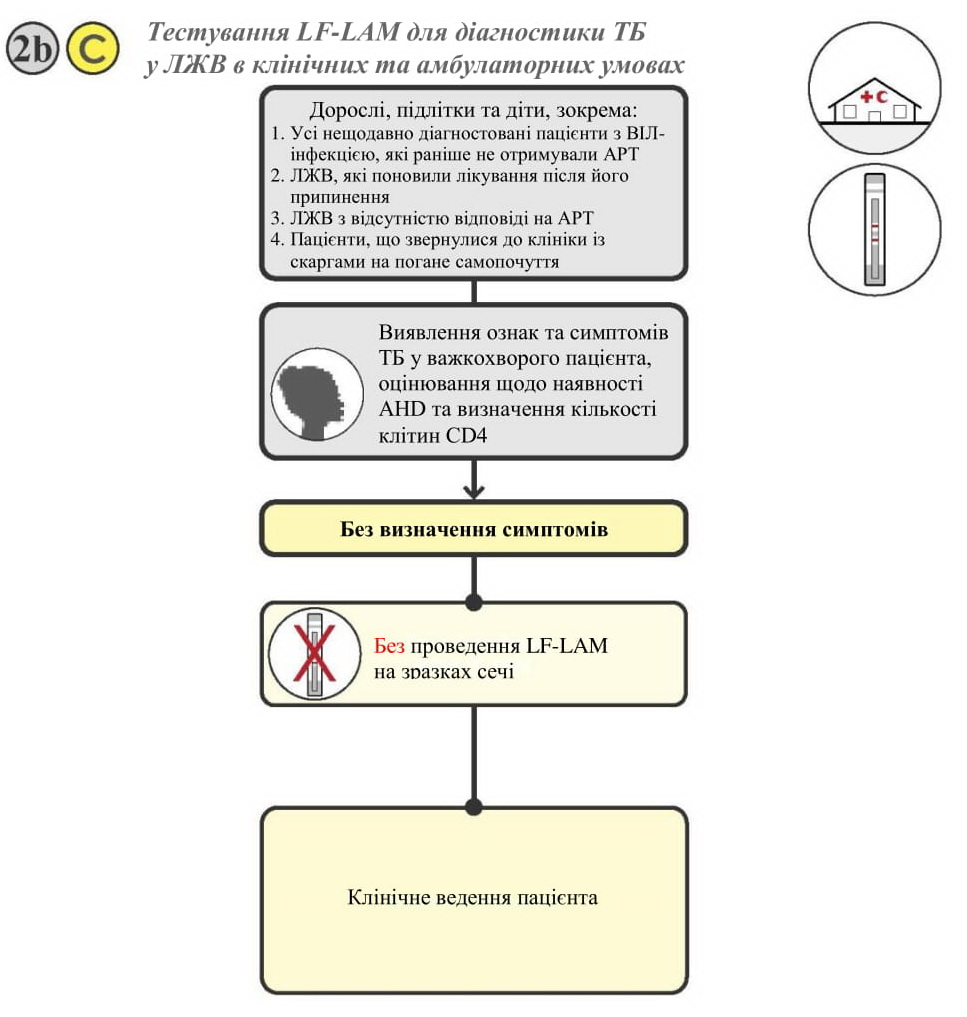 2b C Тестування LF-LAM для діагностики ТБ
у ЛЖВ в клінічних та амбулаторних умовах
Дорослі, підлітки та діти, зокрема:
1. Усі нещодавно діагностовані пацієнти з ВІЛ-
інфекцією, які раніше не отримували АРТ
2. ЛЖВ, які поновили лікування після його
припинення
3. ЛЖВ з відсутністю відповіді на АРТ
4. Пацієнти, що звернулися до клініки із
скаргами на погане самопочуття
Виявлення ознак та симптомів
ТБ у важкохворого пацієнта,
оцінювання щодо наявності
AHD та визначення кількості
клітин CD4
Без визначення симптомів
Без проведення LF-LAM
на зразках сечі
Клінічне ведення пацієнта